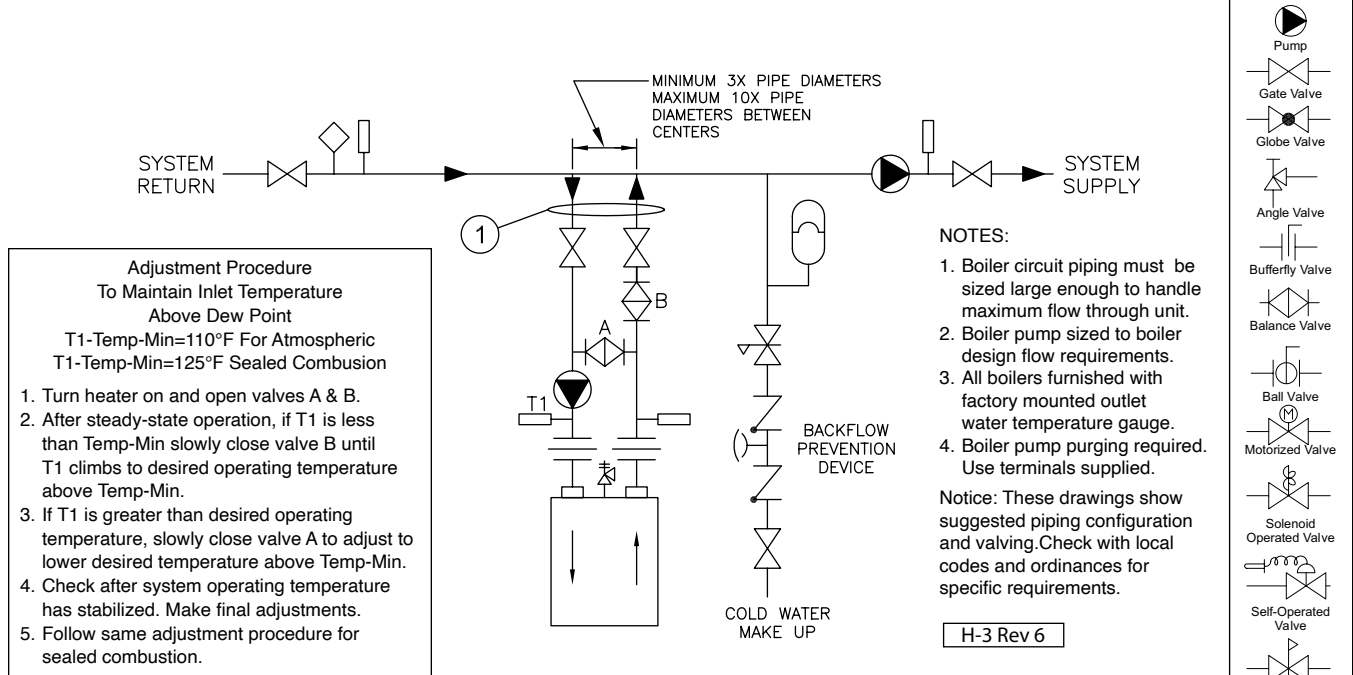 MINIMUM 3X PIPE DIAMETERS
MAXIMUM 10X PIPE
DIAMETERS BETWEEN
CENTERS
SYSTEM
RETURN
SYSTEM
SUPPLY
1
B
A
T1
BACKFLOW
PREVENTION
DEVICE
COLD WATER
MAKE UP
Adjustment Procedure
To Maintain Inlet Temperature
Above Dew Point
T1-Temp-Min=110°F For Atmospheric
T1-Temp-Min=125°F Sealed Combusion
1. Turn heater on and open valves A & B.
2. After steady-state operation, if T1 is less
than Temp-Min slowly close valve B until
T1 climbs to desired operating temperature
above Temp-Min.
3. If T1 is greater than desired operating
temperature, slowly close valve A to adjust to
lower desired temperature above Temp-Min.
4. Check after system operating temperature
has stabilized. Make final adjustments.
5. Follow same adjustment procedure for
sealed combustion.
NOTES:
1. Boiler circuit piping must be
sized large enough to handle
maximum flow through unit.
2. Boiler pump sized to boiler
design flow requirements.
3. All boilers furnished with
factory mounted outlet
water temperature gauge.
4. Boiler pump purging required.
Use terminals supplied.
Notice: These drawings show
suggested piping configuration
and valving.Check with local
codes and ordinances for
specific requirements.
H-3 Rev 6
Pump
Gate Valve
Globe Valve
Angle Valve
Bufferfly Valve
Balance Valve
Ball Valve
M
Motorized Valve
Solenoid
Operated Valve
Self-Operated
Valve